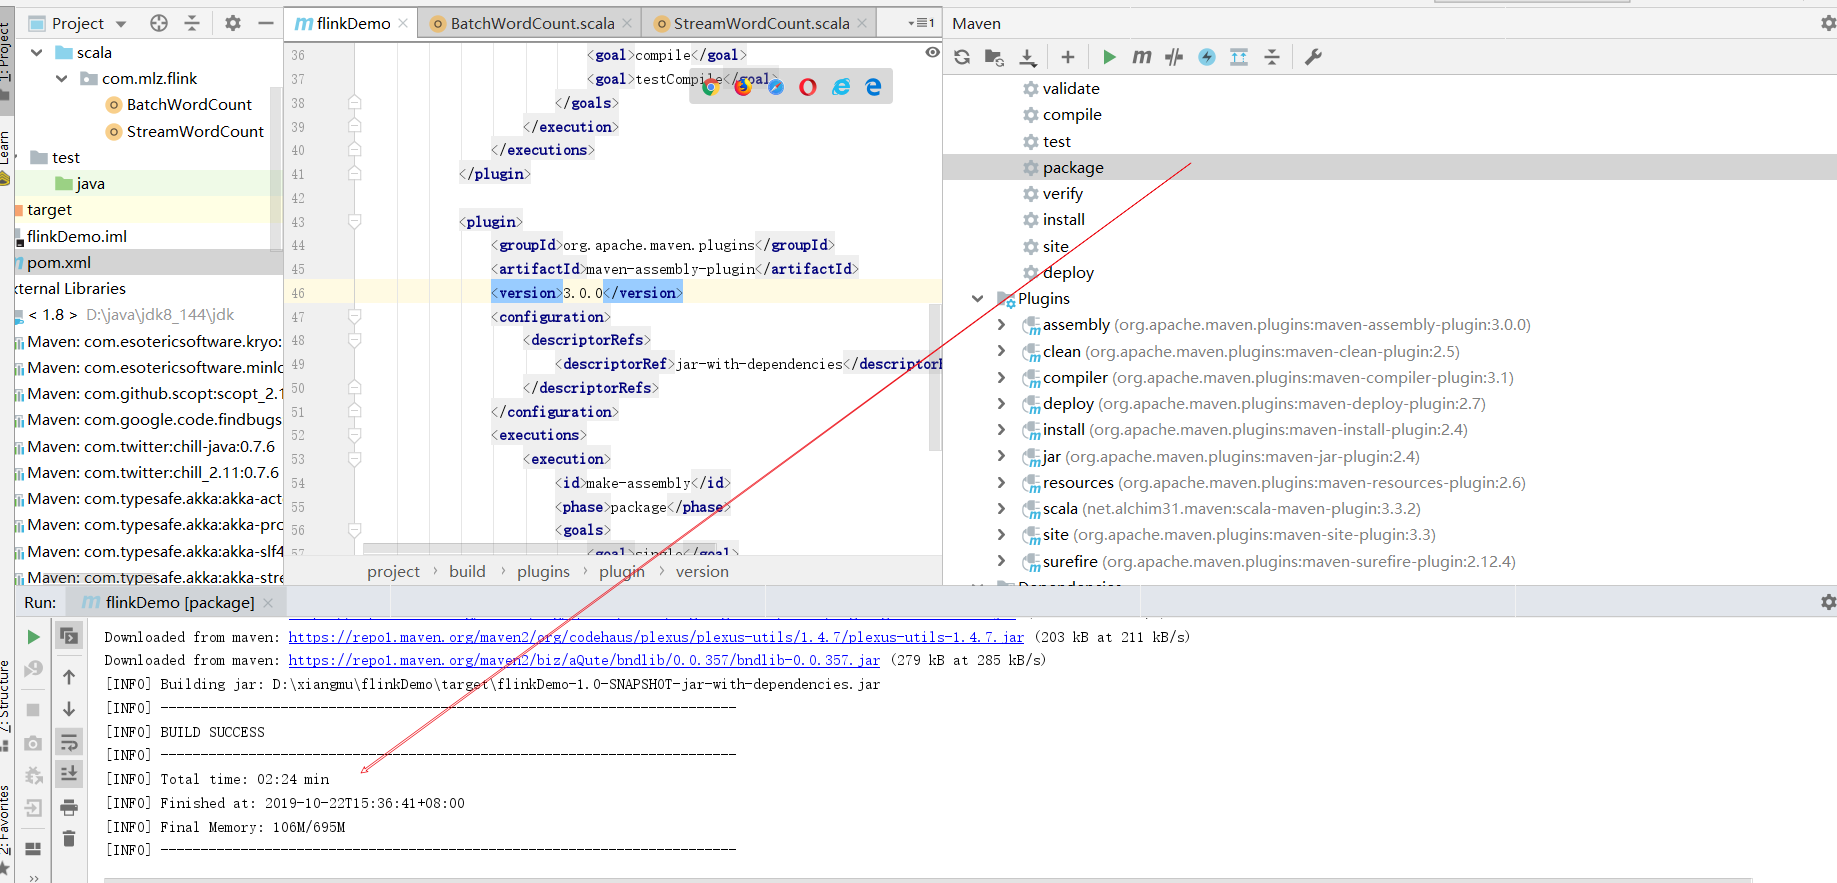 Project
flinkDemo
BatchWordCount.scala
StreamWordCount.scala
1
Maven
1: Project
Learn
scala
com.mlz.flink
BatchWordCount
StreamWordCount
test
java
target
flinkDemo.iml
pom.xml
xternal Libraries
< 1.8 > D:\java\jdk8_144\jdk
Maven: com.esotericsoftware.kryo:
Maven: com.esotericsoftware.minlo
Maven: com.github.scopt:scopt_2.1
Maven: com.google.code.findbugs
Maven: com.twitter:chill-java:0.7.6
Maven: com.twitter:chill_2.11:0.7.6
Maven: com.typesafe.akka:akka-act
Maven: com.typesafe.akka:akka-pro
Maven: com.typesafe.akka:akka-slf4
Maven: com.typesafe.akka:akka-stre
36 <goal>compile</goal>
37 <goal>testCompile</goal>
38 </goals>
39 </execution>
40 </executions>
41 </plugin>
42
43 <plugin>
44 <groupId>org.apache.maven.plugins</groupId>
45 <artifactId>maven-assembly-plugin</artifactId>
46 <version>3.0.0</version>
47 <configuration>
48 <descriptorRefs>
49 <descriptorRef>jar-with-dependencies</descriptorR
50 </descriptorRefs>
51 </configuration>
52 <executions>
53 <execution>
54 <id>make-assembly</id>
55 <phase>package</phase>
56 <goals>
57 <goal>single</goal>
project › build › plugins › plugin › version
validate
compile
test
package
verify
install
site
deploy
Plugins
assembly (org.apache.maven.plugins:maven-assembly-plugin:3.0.0)
clean (org.apache.maven.plugins:maven-clean-plugin:2.5)
compiler (org.apache.maven.plugins:maven-compiler-plugin:3.1)
deploy (org.apache.maven.plugins:maven-deploy-plugin:2.7)
install (org.apache.maven.plugins:maven-install-plugin:2.4)
jar (org.apache.maven.plugins:maven-jar-plugin:2.4)
resources (org.apache.maven.plugins:maven-resources-plugin:2.6)
scala (net.alchim31.maven:scala-maven-plugin:3.3.2)
site (org.apache.maven.plugins:maven-site-plugin:3.3)
surefire (org.apache.maven.plugins:maven-surefire-plugin:2.12.4)
Dependencies
Run: flinkDemo [package]
Downloaded from maven: https://repo1.maven.org/maven2/org/codehaus/plexus/plexus-utils/1.4.7/plexus-utils-1.4.7.jar (203 kB at 211 kB/s)
Downloaded from maven: https://repo1.maven.org/maven2/biz/aQute/bndlib/0.0.357/bndlib-0.0.357.jar (279 kB at 285 kB/s)
[INFO] Building jar: D:\xiangmu\flinkDemo\target\flinkDemo-1.0-SNAPSHOT-jar-with-dependencies.jar
[INFO] ------------------------------------------------------------------------
[INFO] BUILD SUCCESS
[INFO] ------------------------------------------------------------------------
[INFO] Total time: 02:24 min
[INFO] Finished at: 2019-10-22T15:36:41+08:00
[INFO] Final Memory: 106M/695M
[INFO] ------------------------------------------------------------------------
7: Structure
2: Favorites